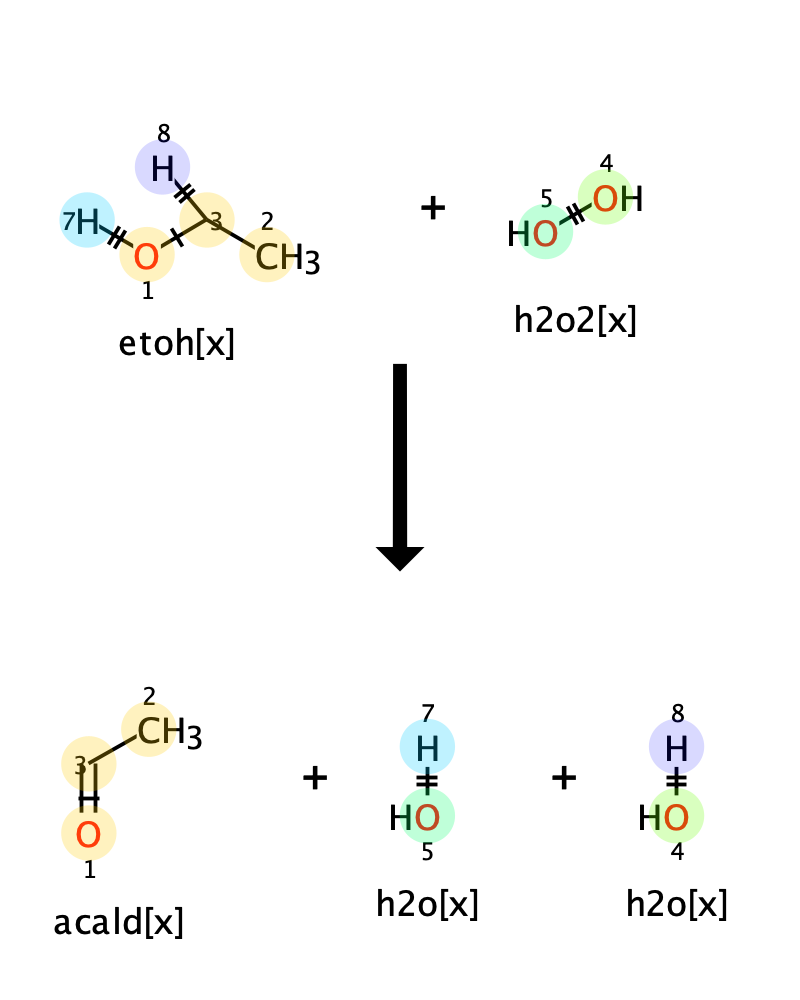 8
H
7H
3
2
O
CH3
1
etoh[x]
+
4
5
OH
HO
h2o2[x]
2
CH3
3
O
1
acald[x]
+
7
H
HO
5
h2o[x]
+
8
H
HO
4
h2o[x]